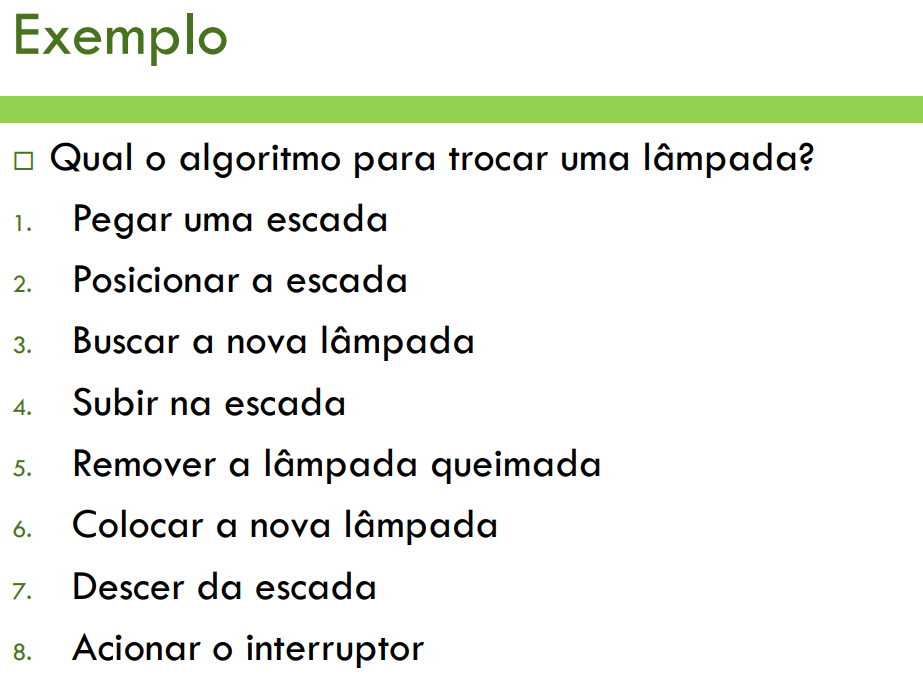 Exemplo
Qual o algoritmo para trocar uma lâmpada?
1. Pegar uma escada
2. Posicionar a escada
3. Buscar a nova lâmpada
4. Subir na escada
5. Remover a lâmpada queimada
6. Colocar a nova lâmpada
7. Descer da escada
8. Acionar o interruptor